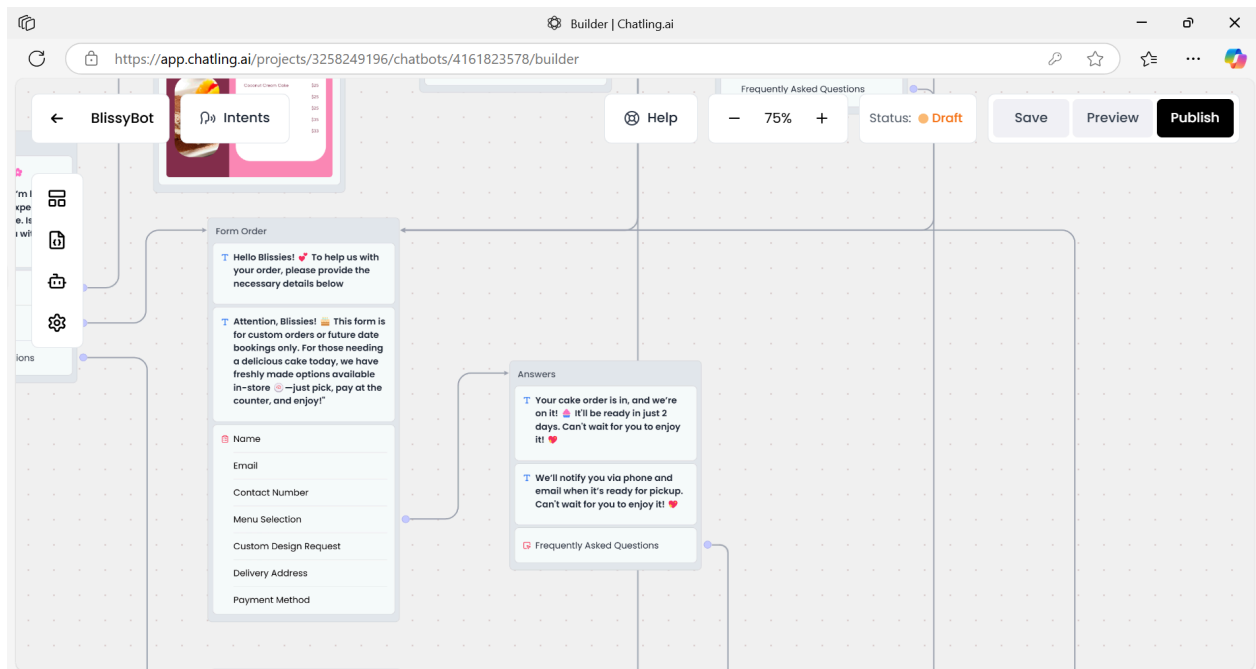 Builder | Chatling.ai
https://app.chatling.ai/projects/3258249196/chatbots/4161823578/builder
Coconut Cream Cake
Frequently Asked Questions
BlissyBot
Intents
Help
75%
Status: Draft
Save
Preview
Publish
Form Order
Hello Blissies! 💕 To help us with
your order, please provide the
necessary details below
Attention, Blissies! 🍰 This form is
for custom orders or future date
bookings only. For those needing
a delicious cake today, we have
freshly made options available
in-store 🍥—just pick, pay at the
counter, and enjoy!"
Name
Email
Contact Number
Menu Selection
Custom Design Request
Delivery Address
Payment Method
ions
Answers
Your cake order is in, and we're
on it! 🧁 It'll be ready in just 2
days. Can't wait for you to enjoy
it! 💖
We'll notify you via phone and
email when it's ready for pickup.
Can't wait for you to enjoy it! 💖
Frequently Asked Questions